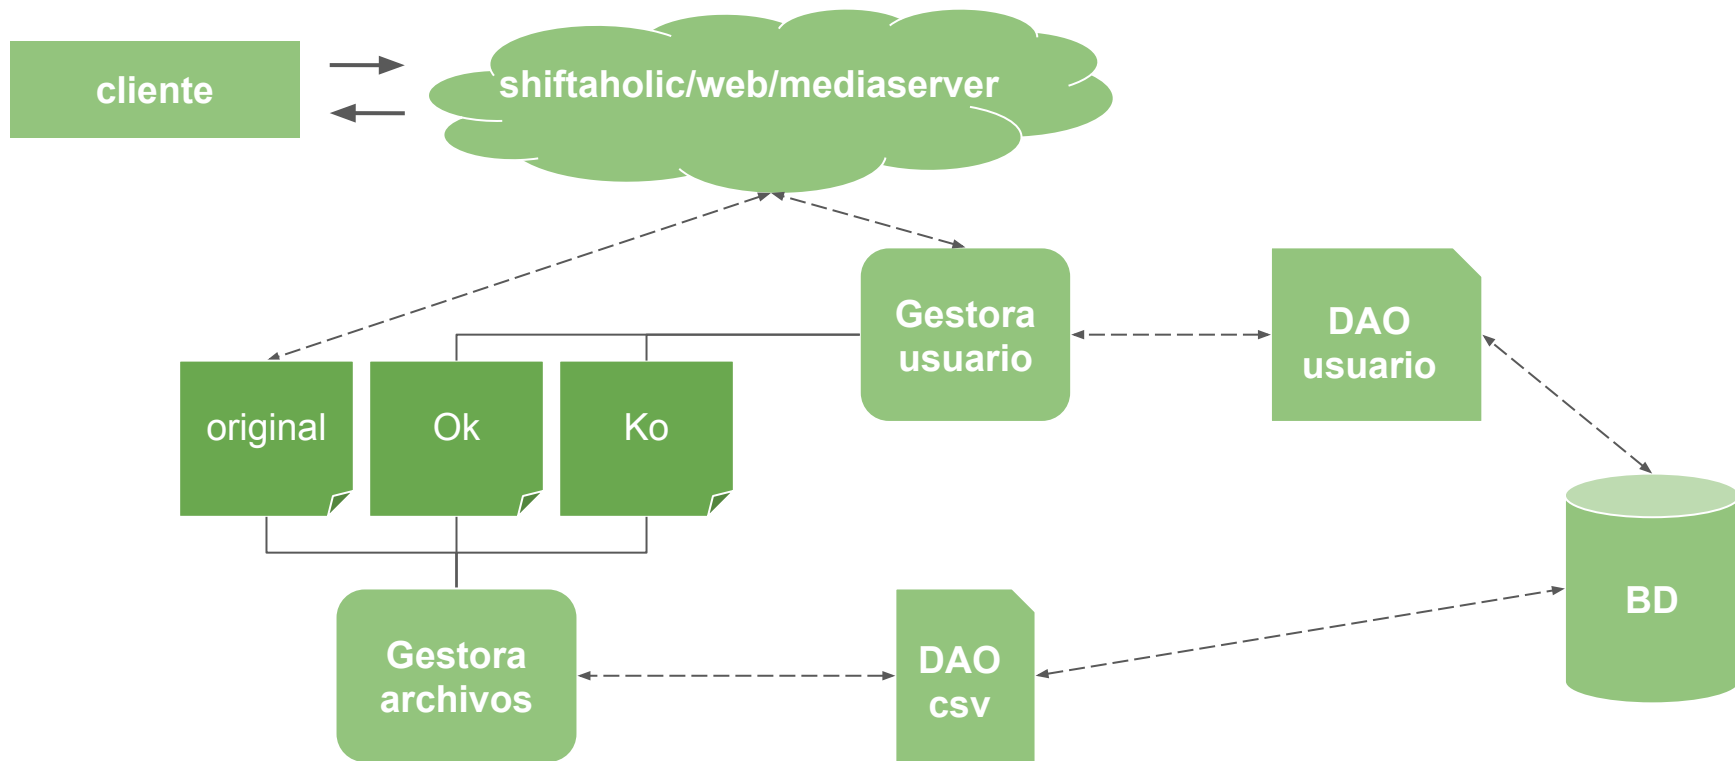 cliente
shiftaholic/web/mediaserver
Gestora
usuario
DAO
usuario
original
Ok
Ko
BD
Gestora
archivos
DAO
csv